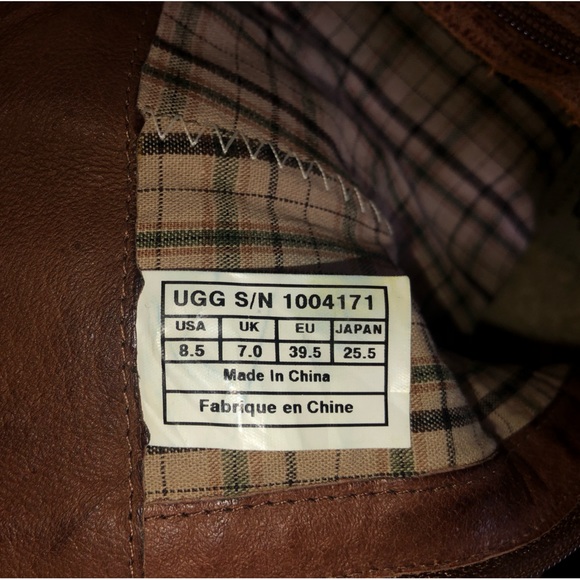 UGG S/N 1004171
USA UK EU JAPAN
8.5 7.0 39.5 25.5
Made In China
Fabrique en Chine